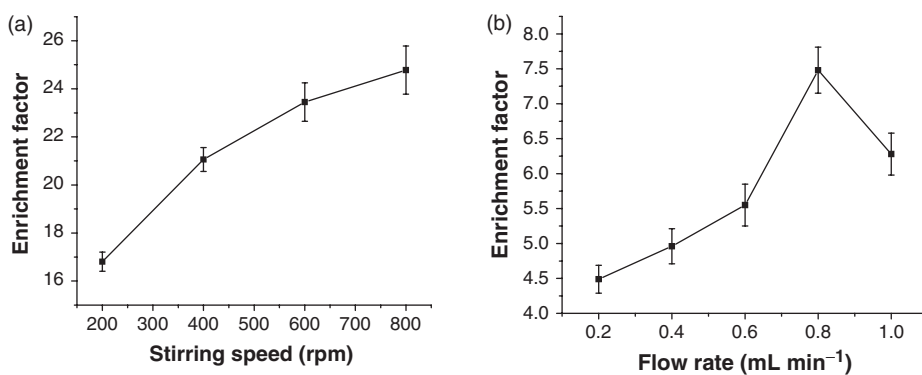 (a)
Enrichment factor
26
24
22
20
18
16
200 300 400 500 600 700 800
Stirring speed (rpm)
(b)
Enrichment factor
8.0
7.5
7.0
6.5
6.0
5.5
5.0
4.5
4.0
0.2 0.4 0.6 0.8 1.0
Flow rate (mL min⁻¹)